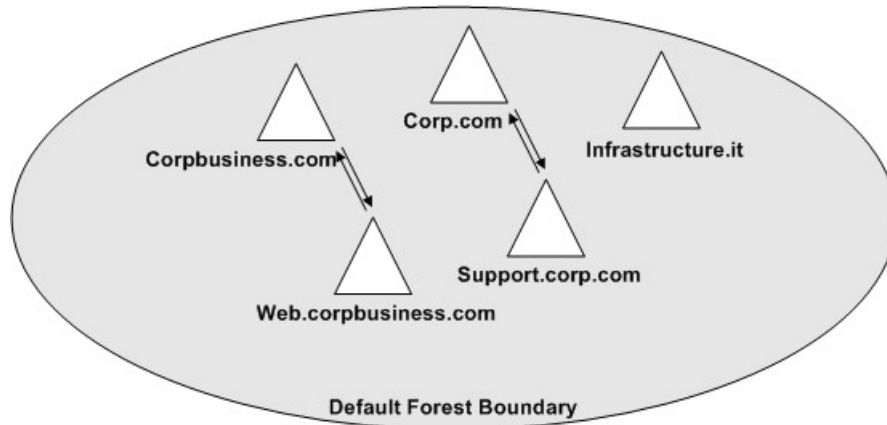 Corp.com
Infrastructure.it
Corpbusiness.com
Support.corp.com
Web.corpbusiness.com
Default Forest Boundary